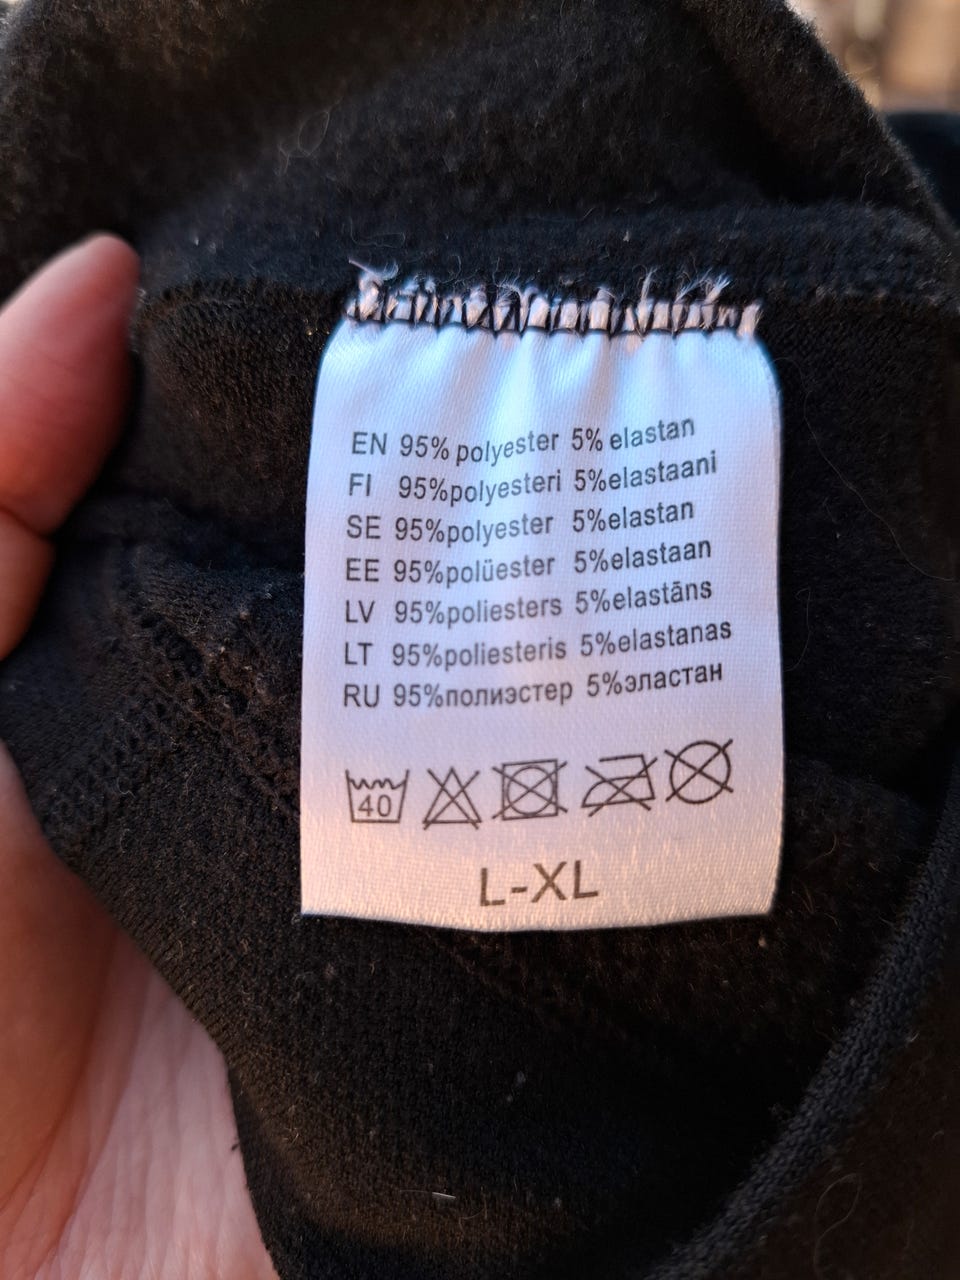 EN 95% polyester 5% elastan
FI 95%polyesteri 5%elastaani
SE 95%polyester 5%elastan
EE 95%polüester 5%elastaan
LV 95%poliesters 5%elastāns
LT 95%poliesteris 5%elastanas
RU 95%полиэстер 5%эластан
40
L-XL